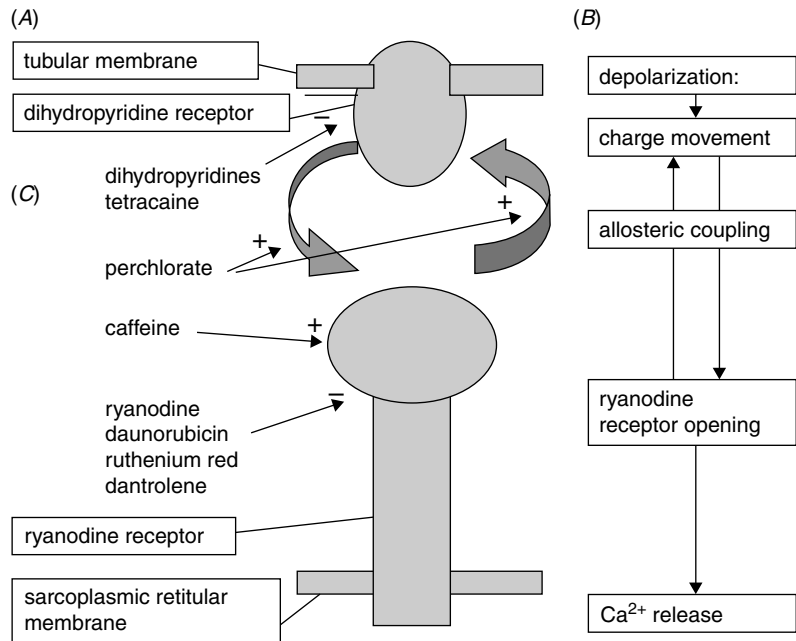 (A)
tubular membrane
dihydropyridine receptor
–
dihydropyridines
tetracaine
(C)
+
+
perchlorate
caffeine
+
–
ryanodine
daunorubicin
ruthenium red
dantrolene
ryanodine receptor
sarcoplasmic retitular
membrane
(B)
depolarization:
charge movement
allosteric coupling
ryanodine
receptor opening
Ca²⁺ release